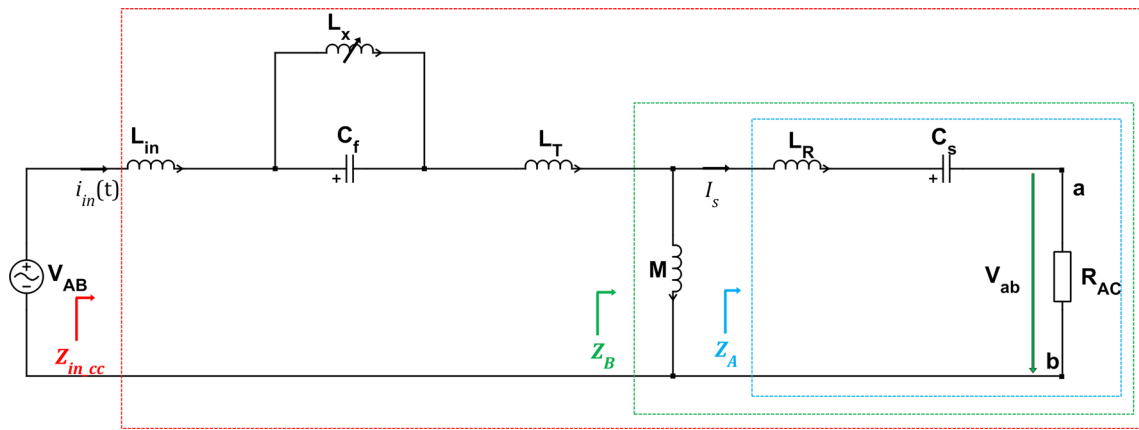 Lx
Lin
Cf
LT
LR
Cs
+
+
a
iin(t)
Is
+
−
VAB
M
Vab
RAC
Zin cc
ZB
ZA
b